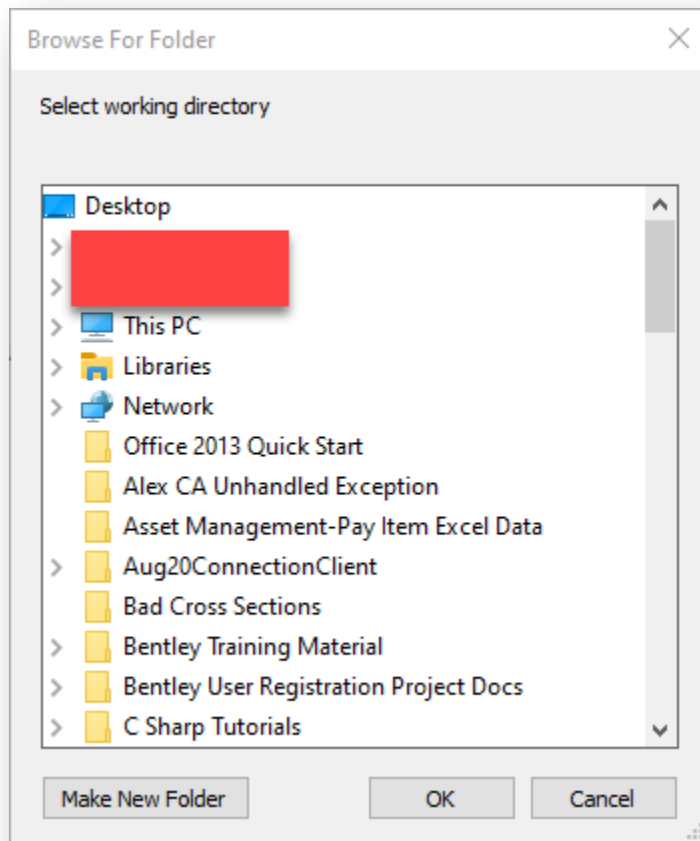 Browse For Folder
Select working directory
Desktop
This PC
Libraries
Network
Office 2013 Quick Start
Alex CA Unhandled Exception
Asset Management-Pay Item Excel Data
Aug20ConnectionClient
Bad Cross Sections
Bentley Training Material
Bentley User Registration Project Docs
C Sharp Tutorials
Make New Folder OK Cancel